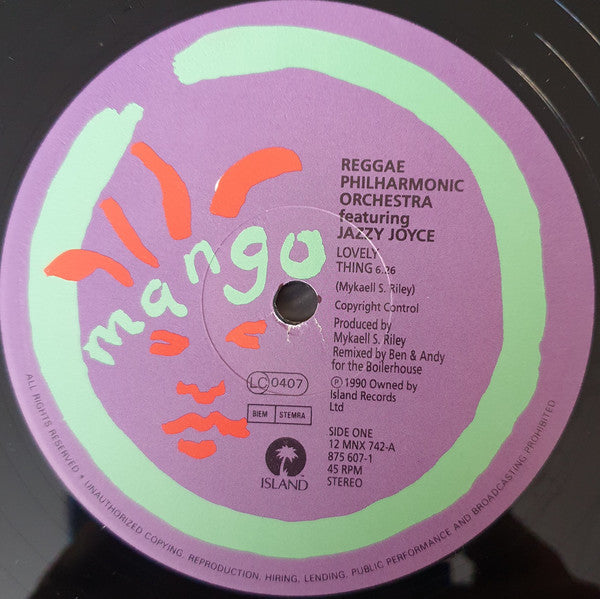 mango
REGGAE
PHILHARMONIC
ORCHESTRA
featuring
JAZZY JOYCE
LOVELY
THING 6.26
(Mykaell S. Riley)
Copyright Control
Produced by
Mykaell S. Riley
Remixed by Ben & Andy
for the Boilerhouse
LC 0407
℗ 1990 Owned by
Island Records
Ltd
BIEM STEMRA
SIDE ONE
12 MNX 742-A
875 607-1
45 RPM
STEREO
ISLAND
ALL RIGHTS RESERVED • UNAUTHORIZED COPYING, REPRODUCTION, HIRING, LENDING, PUBLIC PERFORMANCE AND BROADCASTING PROHIBITED